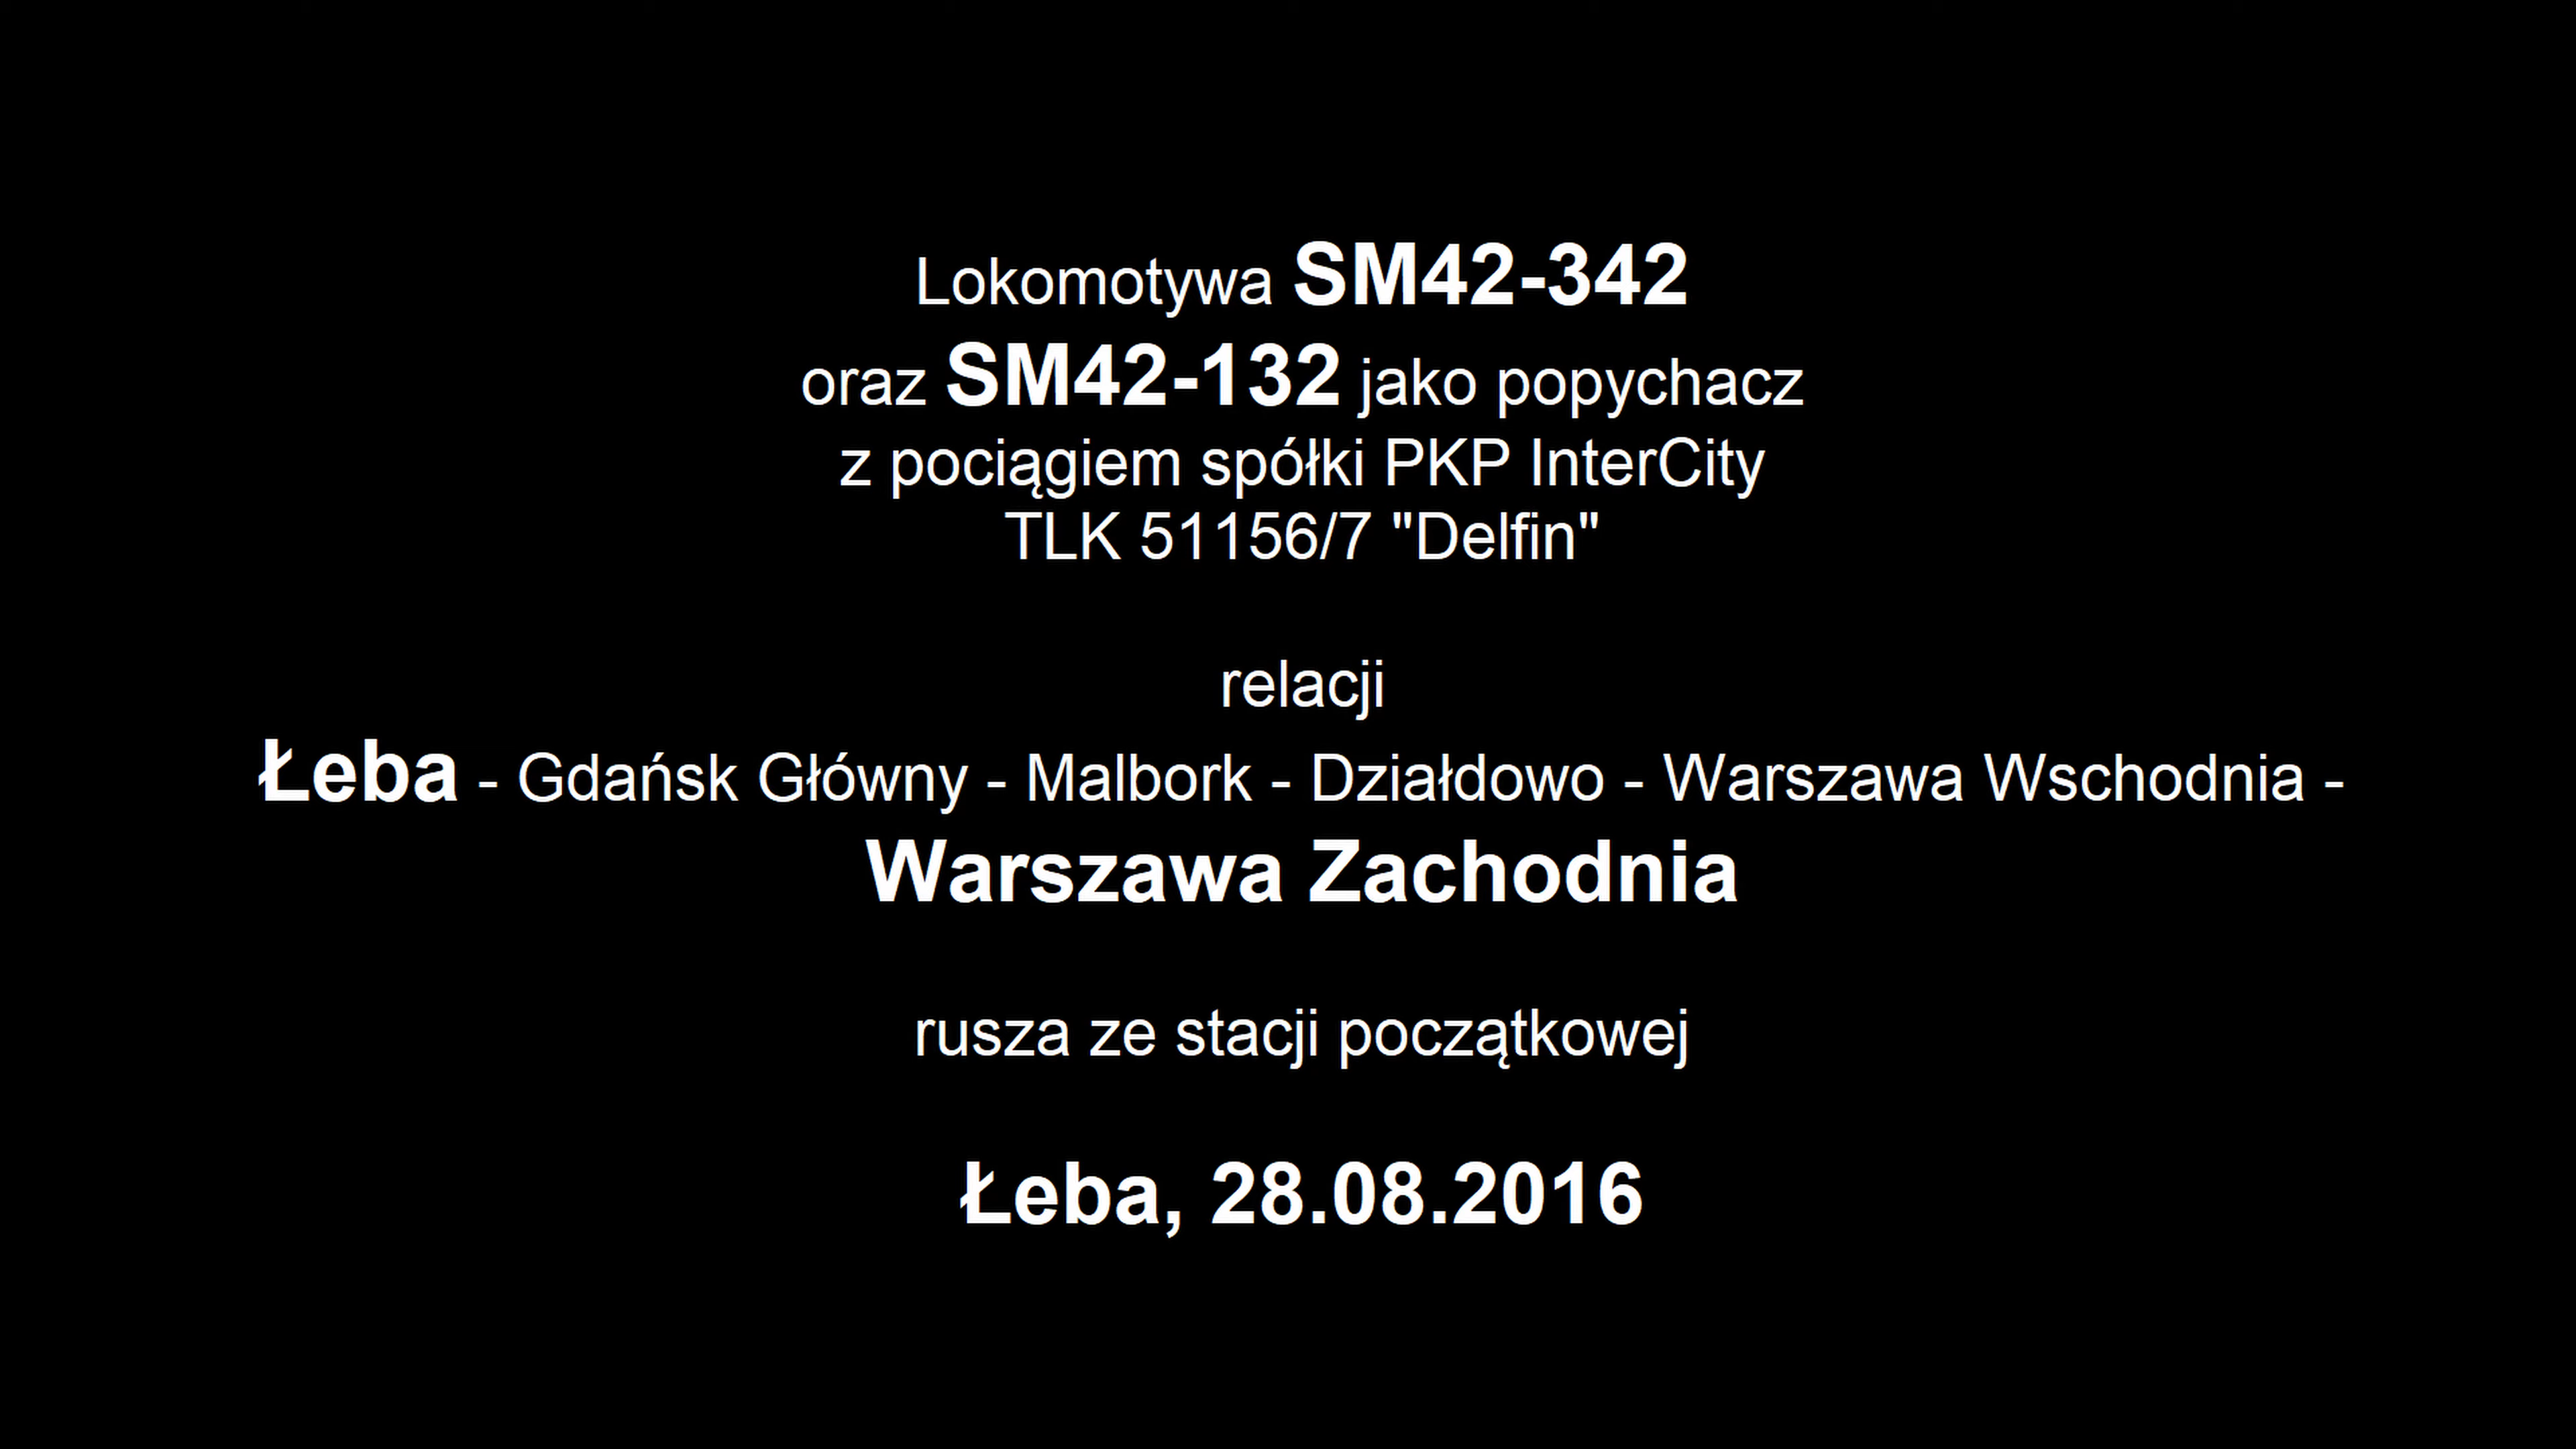 Lokomotywa SM42-342
oraz SM42-132 jako popychacz
z pociągiem spółki PKP InterCity
TLK 51156/7 "Delfin"
relacji
Łeba - Gdańsk Główny - Malbork - Działdowo - Warszawa Wschodnia -
Warszawa Zachodnia
rusza ze stacji początkowej
Łeba, 28.08.2016